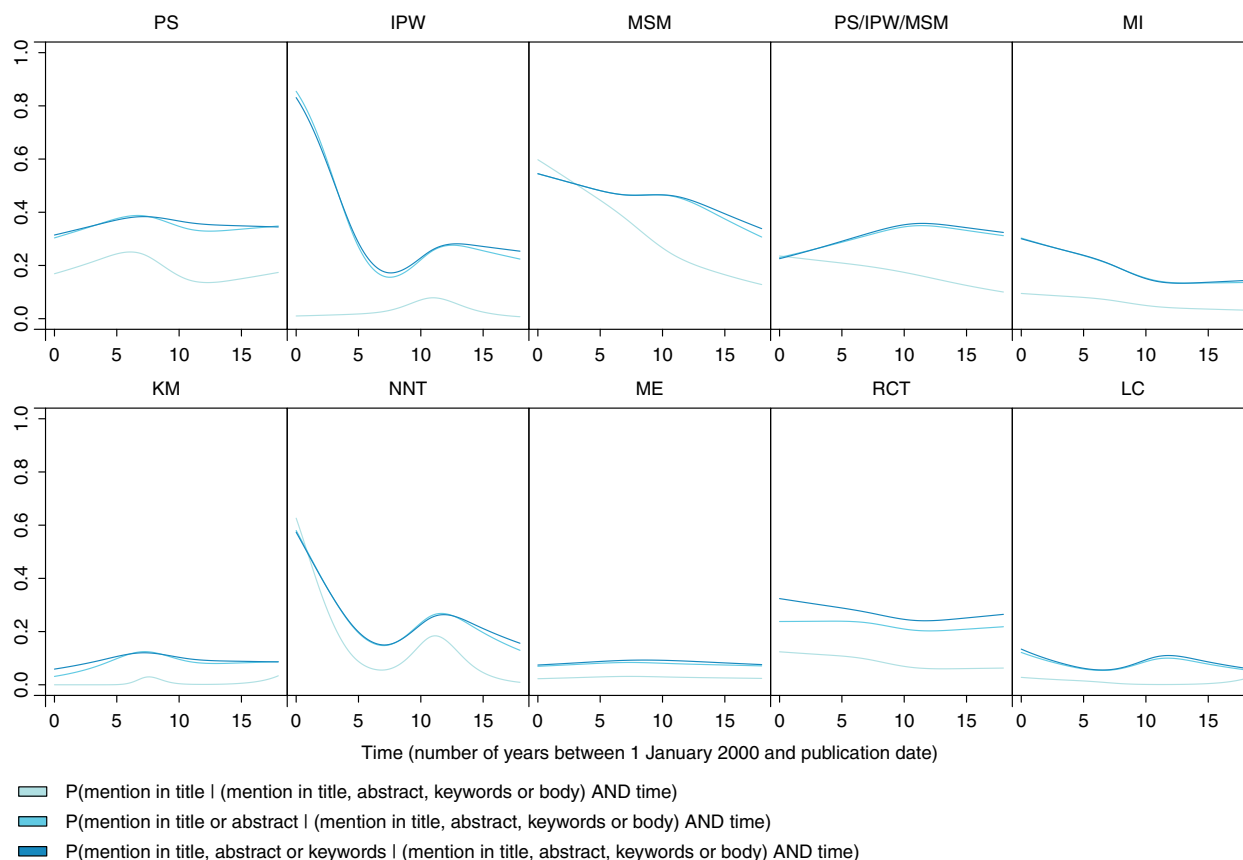 PS IPW MSM PS/IPW/MSM MI
1.0
0.8
0.6
0.4
0.2
0.0
0 5 10 15 0 5 10 15 0 5 10 15 0 5 10 15 0 5 10 15
KM NNT ME RCT LC
1.0
0.8
0.6
0.4
0.2
0.0
0 5 10 15 0 5 10 15 0 5 10 15 0 5 10 15 0 5 10 15
Time (number of years between 1 January 2000 and publication date)
P(mention in title | (mention in title, abstract, keywords or body) AND time)
P(mention in title or abstract | (mention in title, abstract, keywords or body) AND time)
P(mention in title, abstract or keywords | (mention in title, abstract, keywords or body) AND time)